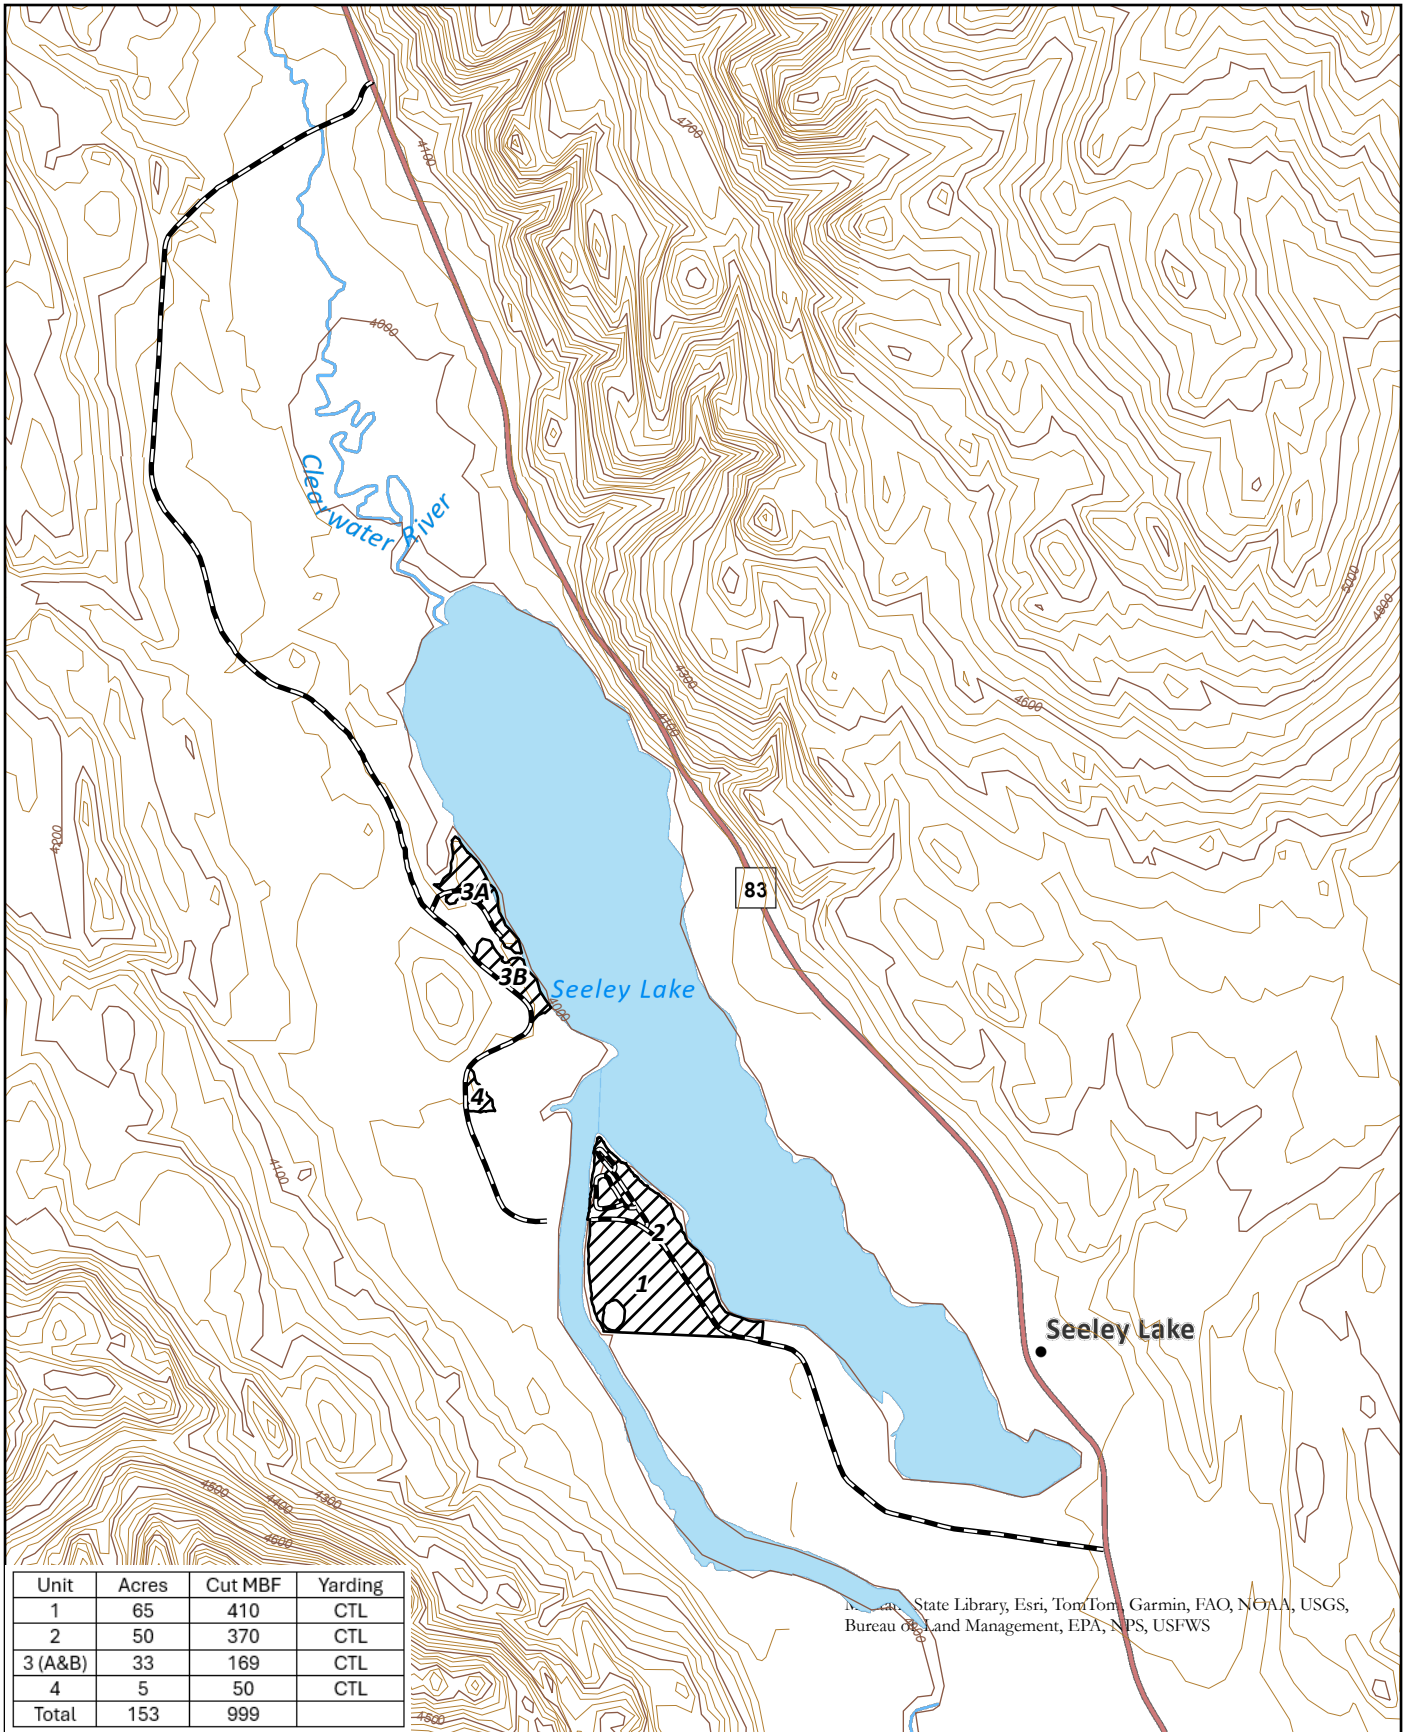 4700
4100
4000
Clearwater River
5000
4800
4300
4600
4100
4200
83
3A
3B
Seeley Lake
4000
4
4100
2
1
Seeley Lake
4500
4400
4300
4600
State Library, Esri, TomTom, Garmin, FAO, NOAA, USGS,
Bureau of Land Management, EPA, NPS, USFWS
Unit Acres Cut MBF Yarding
1 65 410 CTL
2 50 370 CTL
3 (A&B) 33 169 CTL
4 5 50 CTL
Total 153 999
4500